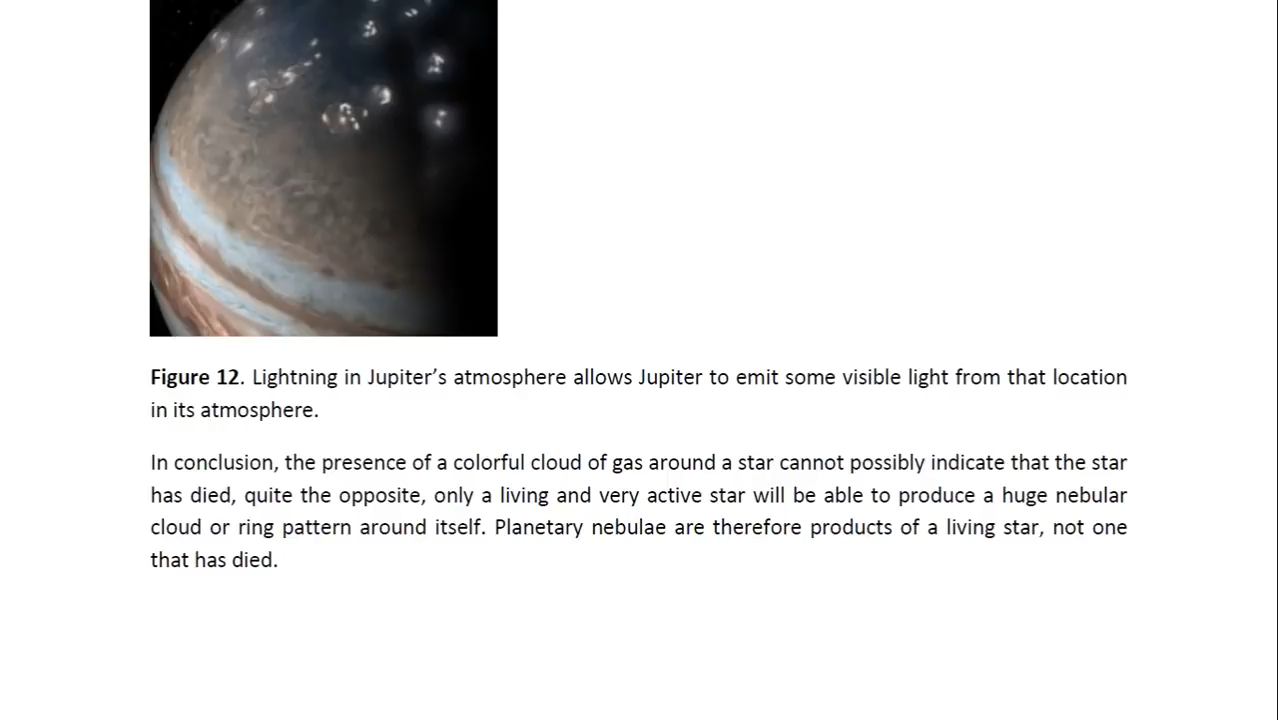 Figure 12. Lightning in Jupiter’s atmosphere allows Jupiter to emit some visible light from that location
in its atmosphere.
In conclusion, the presence of a colorful cloud of gas around a star cannot possibly indicate that the star
has died, quite the opposite, only a living and very active star will be able to produce a huge nebular
cloud or ring pattern around itself. Planetary nebulae are therefore products of a living star, not one
that has died.